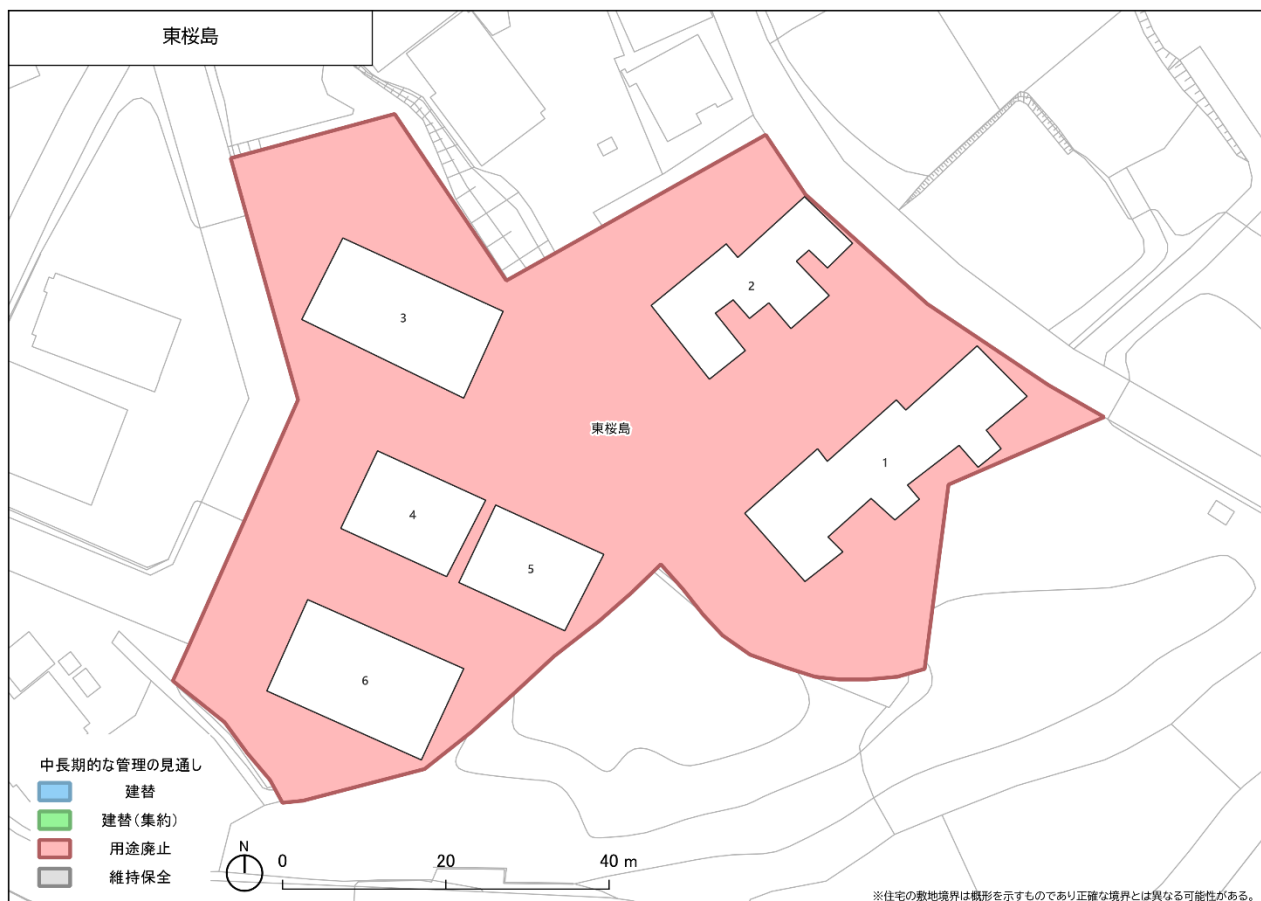 東桜島
2
3
東桜島
1
4
5
6
中長期的な管理の見通し
建替
建替(集約)
用途廃止
維持保全
N
0 20 40 m
※住宅の敷地境界は概形を示すものであり正確な境界とは異なる可能性がある。